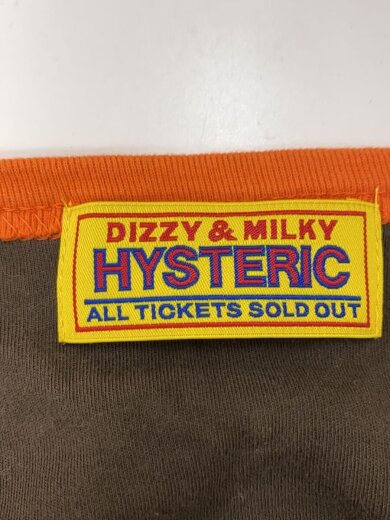 DIZZY & MILKY
HYSTERIC
ALL TICKETS SOLD OUT